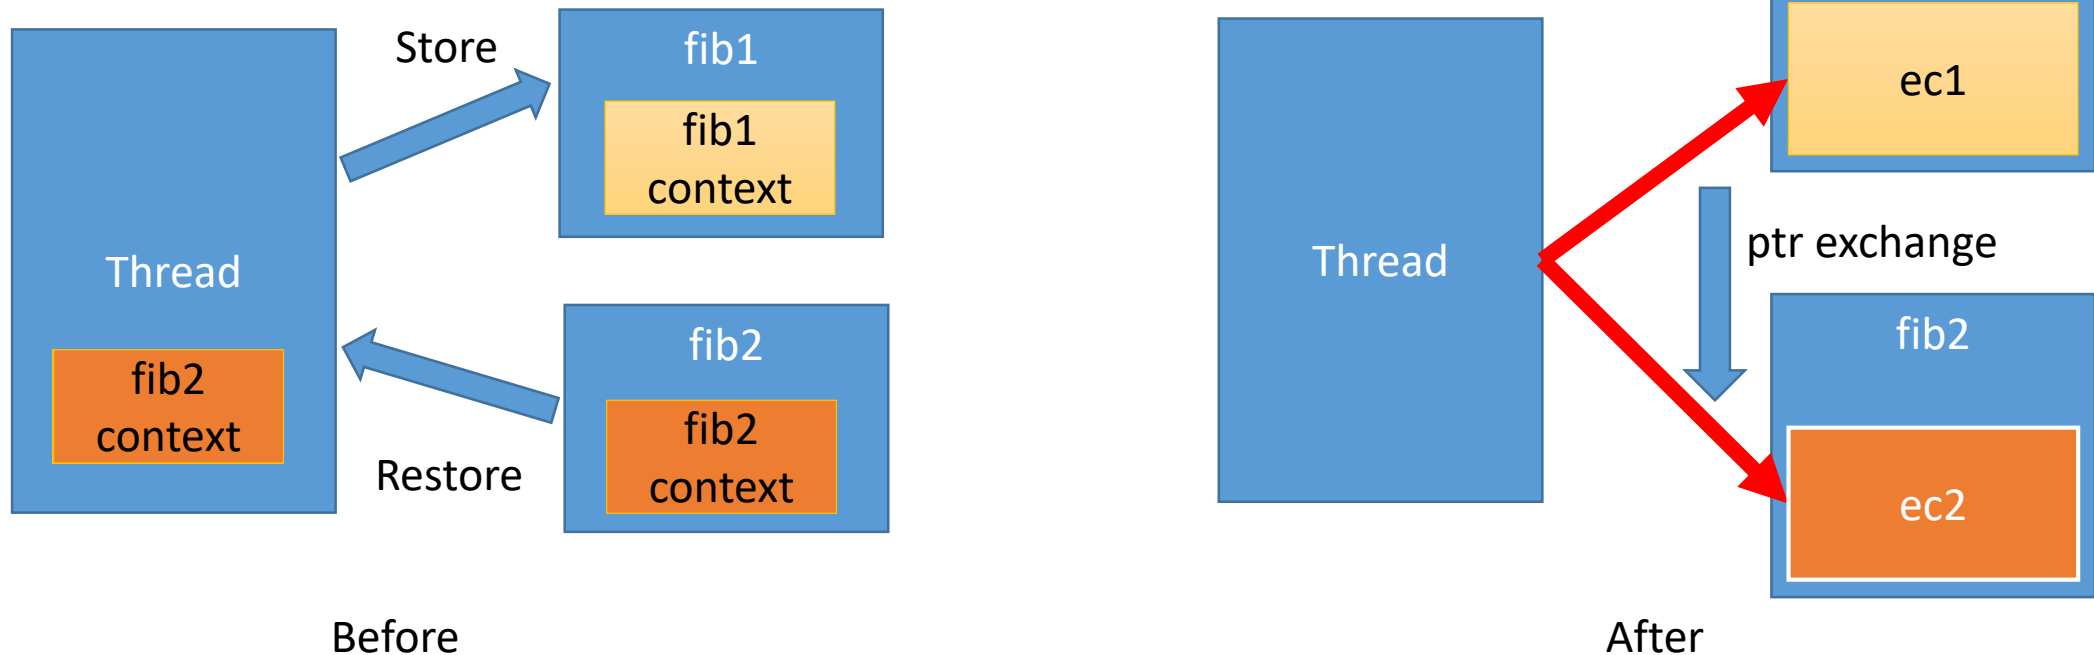 Store
fib1
fib1
context
Thread
fib2
context
Restore
fib2
fib2
context
Before
ec1
Thread
ptr exchange
fib2
ec2
After